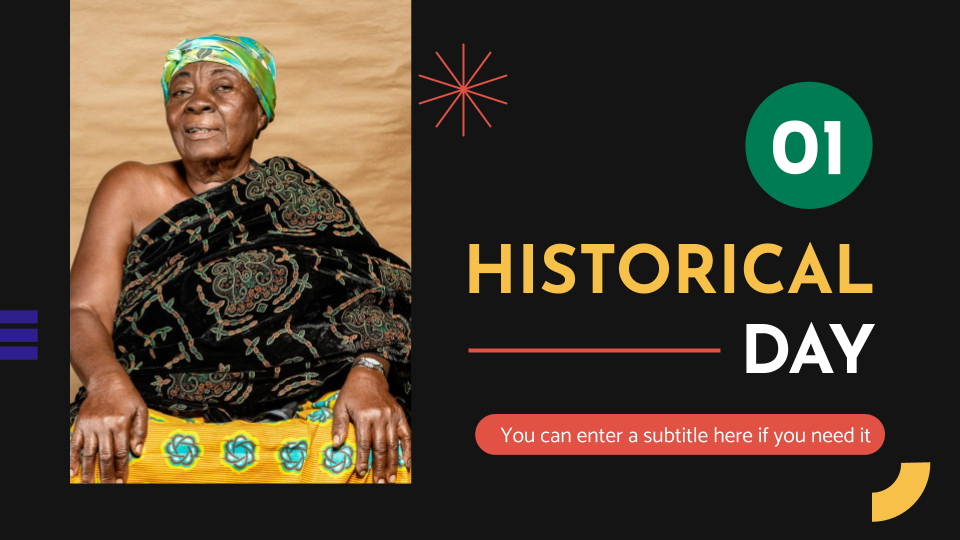 01
HISTORICAL
DAY
You can enter a subtitle here if you need it